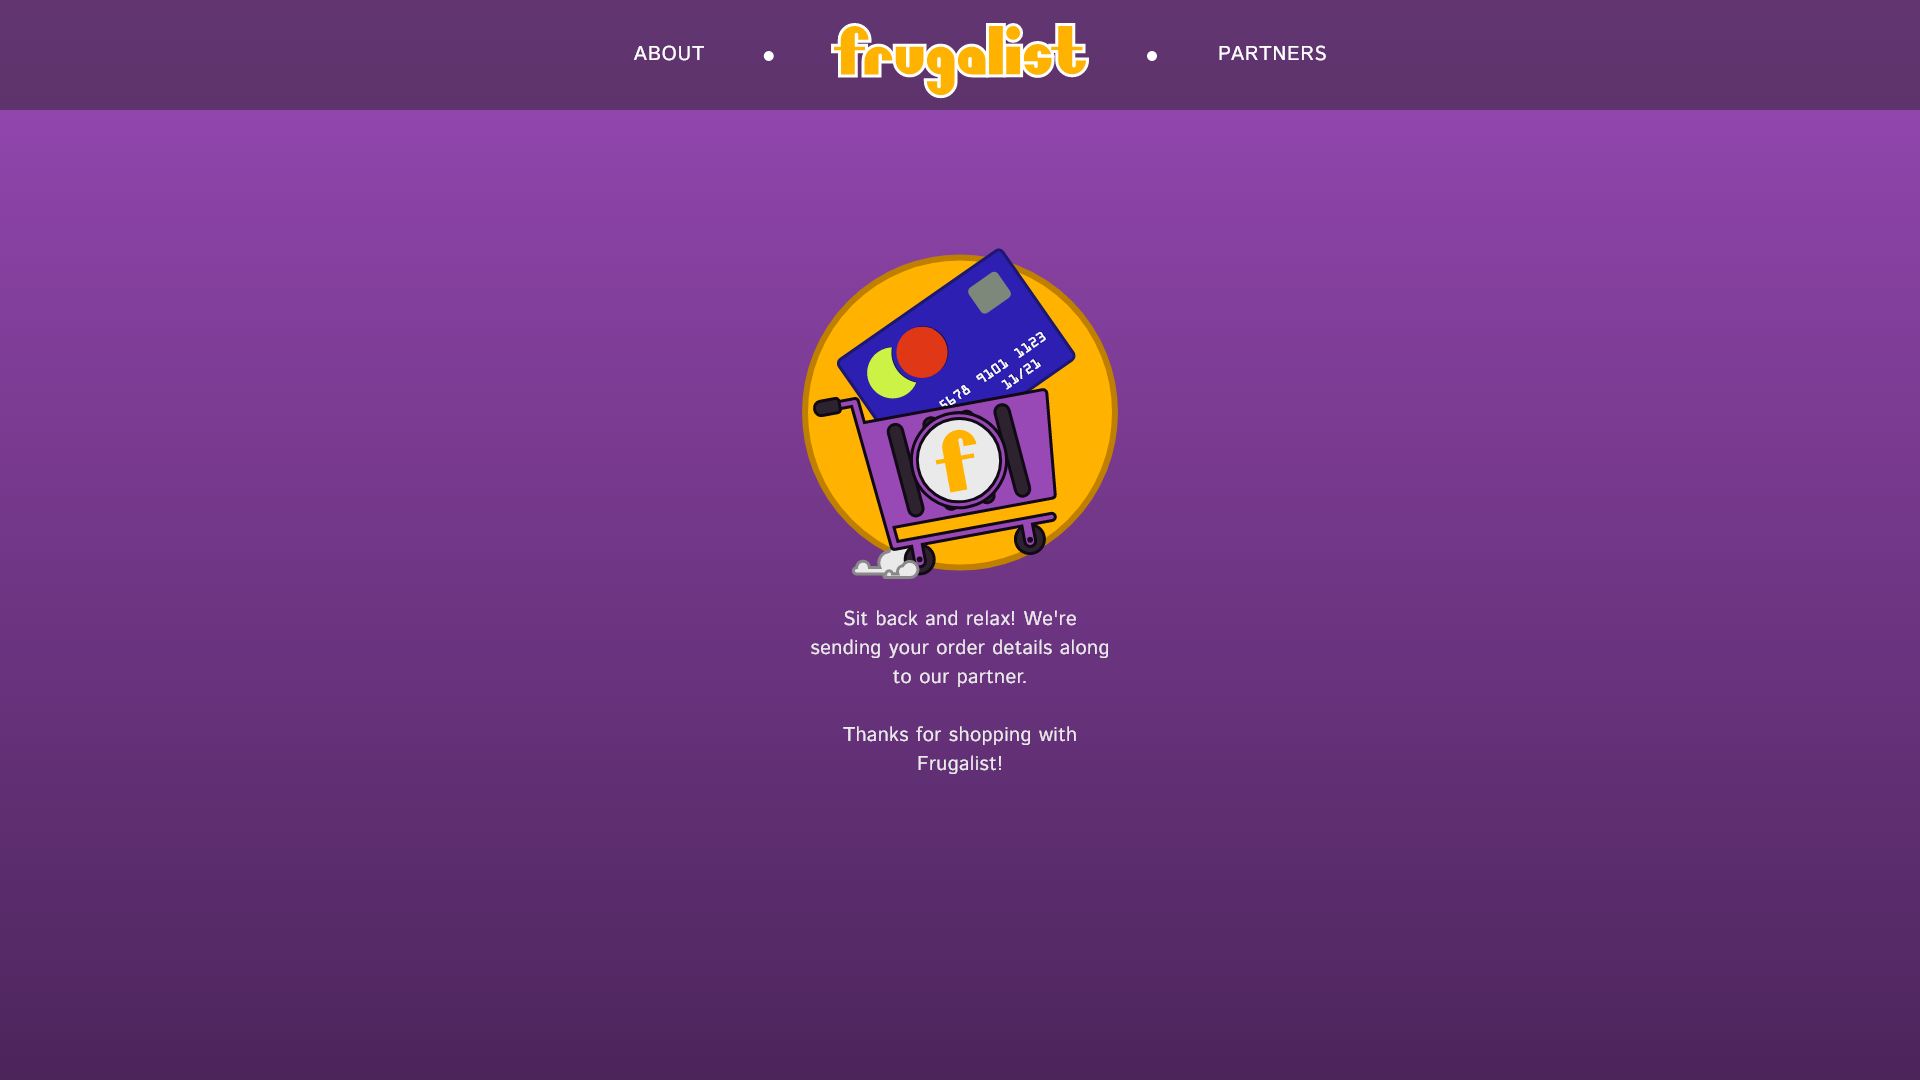 ABOUT • frugalist • PARTNERS
5678 9101 1123
11/21
f
Sit back and relax! We're
sending your order details along
to our partner.
Thanks for shopping with
Frugalist!